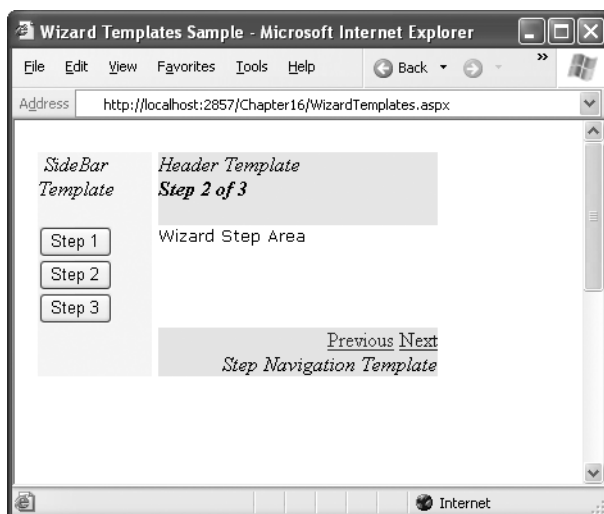 Wizard Templates Sample - Microsoft Internet Explorer
File Edit View Favorites Tools Help Back »
Address http://localhost:2857/Chapter16/WizardTemplates.aspx
SideBar Template
Step 1
Step 2
Step 3
Header Template
Step 2 of 3
Wizard Step Area
Previous Next
Step Navigation Template
Internet